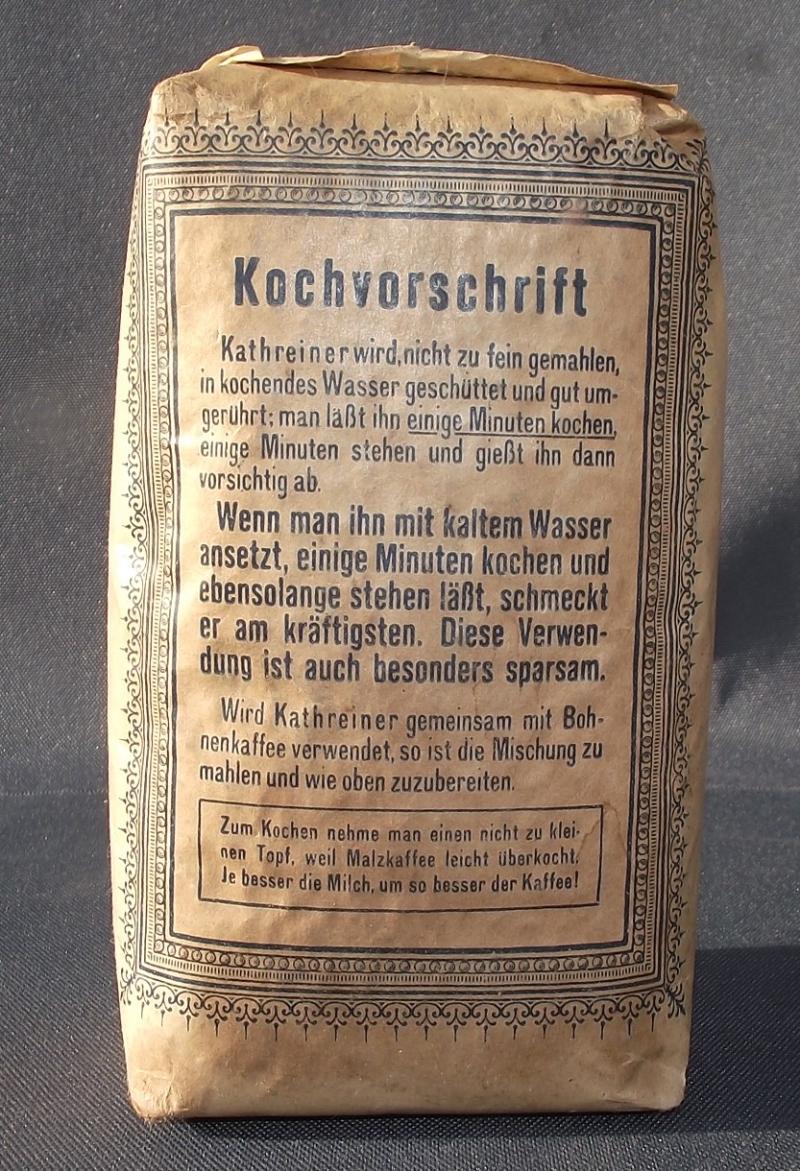 Kochvorschrift
Kathreiner wird, nicht zu fein gemahlen,
in kochendes Wasser geschüttet und gut um-
gerührt; man läßt ihn einige Minuten kochen,
einige Minuten stehen und gießt ihn dann
vorsichtig ab.
Wenn man ihn mit kaltem Wasser
ansetzt, einige Minuten kochen und
ebensolange stehen läßt, schmeckt
er am kräftigsten. Diese Verwen-
dung ist auch besonders sparsam.
Wird Kathreiner gemeinsam mit Boh-
nenkaffee verwendet, so ist die Mischung zu
mahlen und wie oben zuzubereiten.
Zum Kochen nehme man einen nicht zu klei-
nen Topf, weil Malzkaffee leicht überkocht.
Je besser die Milch, um so besser der Kaffee!